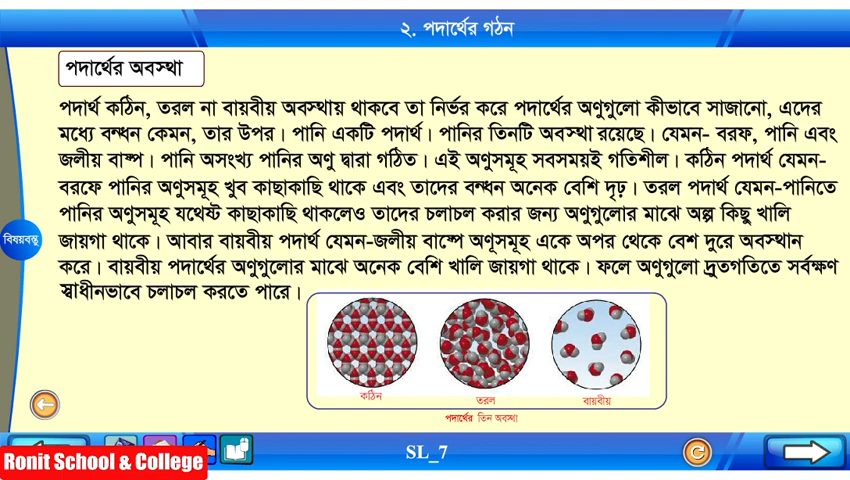 ২. পদার্থের গঠন
পদার্থের অবস্থা
পদার্থ কঠিন, তরল না বায়বীয় অবস্থায় থাকবে তা নির্ভর করে পদার্থের অণুগুলো কীভাবে সাজানো, এদের
মধ্যে বন্ধন কেমন, তার উপর। পানি একটি পদার্থ। পানির তিনটি অবস্থা রয়েছে। যেমন- বরফ, পানি এবং
জলীয় বাষ্প। পানি অসংখ্য পানির অণু দ্বারা গঠিত। এই অণুসমূহ সবসময়ই গতিশীল। কঠিন পদার্থ যেমন-
বরফে পানির অণুসমূহ খুব কাছাকাছি থাকে এবং তাদের বন্ধন অনেক বেশি দৃঢ়। তরল পদার্থ যেমন-পানিতে
পানির অণুসমূহ যথেষ্ট কাছাকাছি থাকলেও তাদের চলাচল করার জন্য অণুগুলোর মাঝে অল্প কিছু খালি
জায়গা থাকে। আবার বায়বীয় পদার্থ যেমন-জলীয় বাষ্পে অণূসমূহ একে অপর থেকে বেশ দুরে অবস্থান
করে। বায়বীয় পদার্থের অণুগুলোর মাঝে অনেক বেশি খালি জায়গা থাকে। ফলে অণুগুলো দ্রুতগতিতে সর্বক্ষণ
স্বাধীনভাবে চলাচল করতে পারে।
বিষয়বস্তু
কঠিন
তরল
বায়বীয়
পদার্থের তিন অবস্থা
SL_7
Ronit School & College